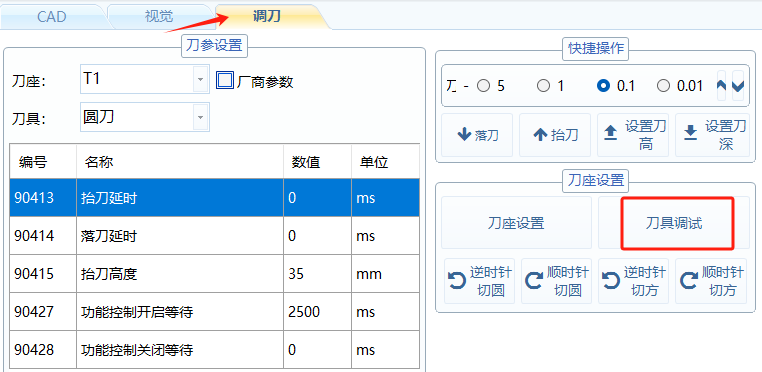 CAD 视觉 调刀
刀参设置
刀座： T1 厂商参数
刀具： 圆刀
编号 名称 数值 单位
90413 抬刀延时 0 ms
90414 落刀延时 0 ms
90415 抬刀高度 35 mm
90427 功能控制开启等待 2500 ms
90428 功能控制关闭等待 0 ms
快捷操作
- 5 1 0.1 0.01
落刀 抬刀 设置刀高 设置刀深
刀座设置
刀座设置 刀具调试
逆时针切圆 顺时针切圆 逆时针切方 顺时针切方